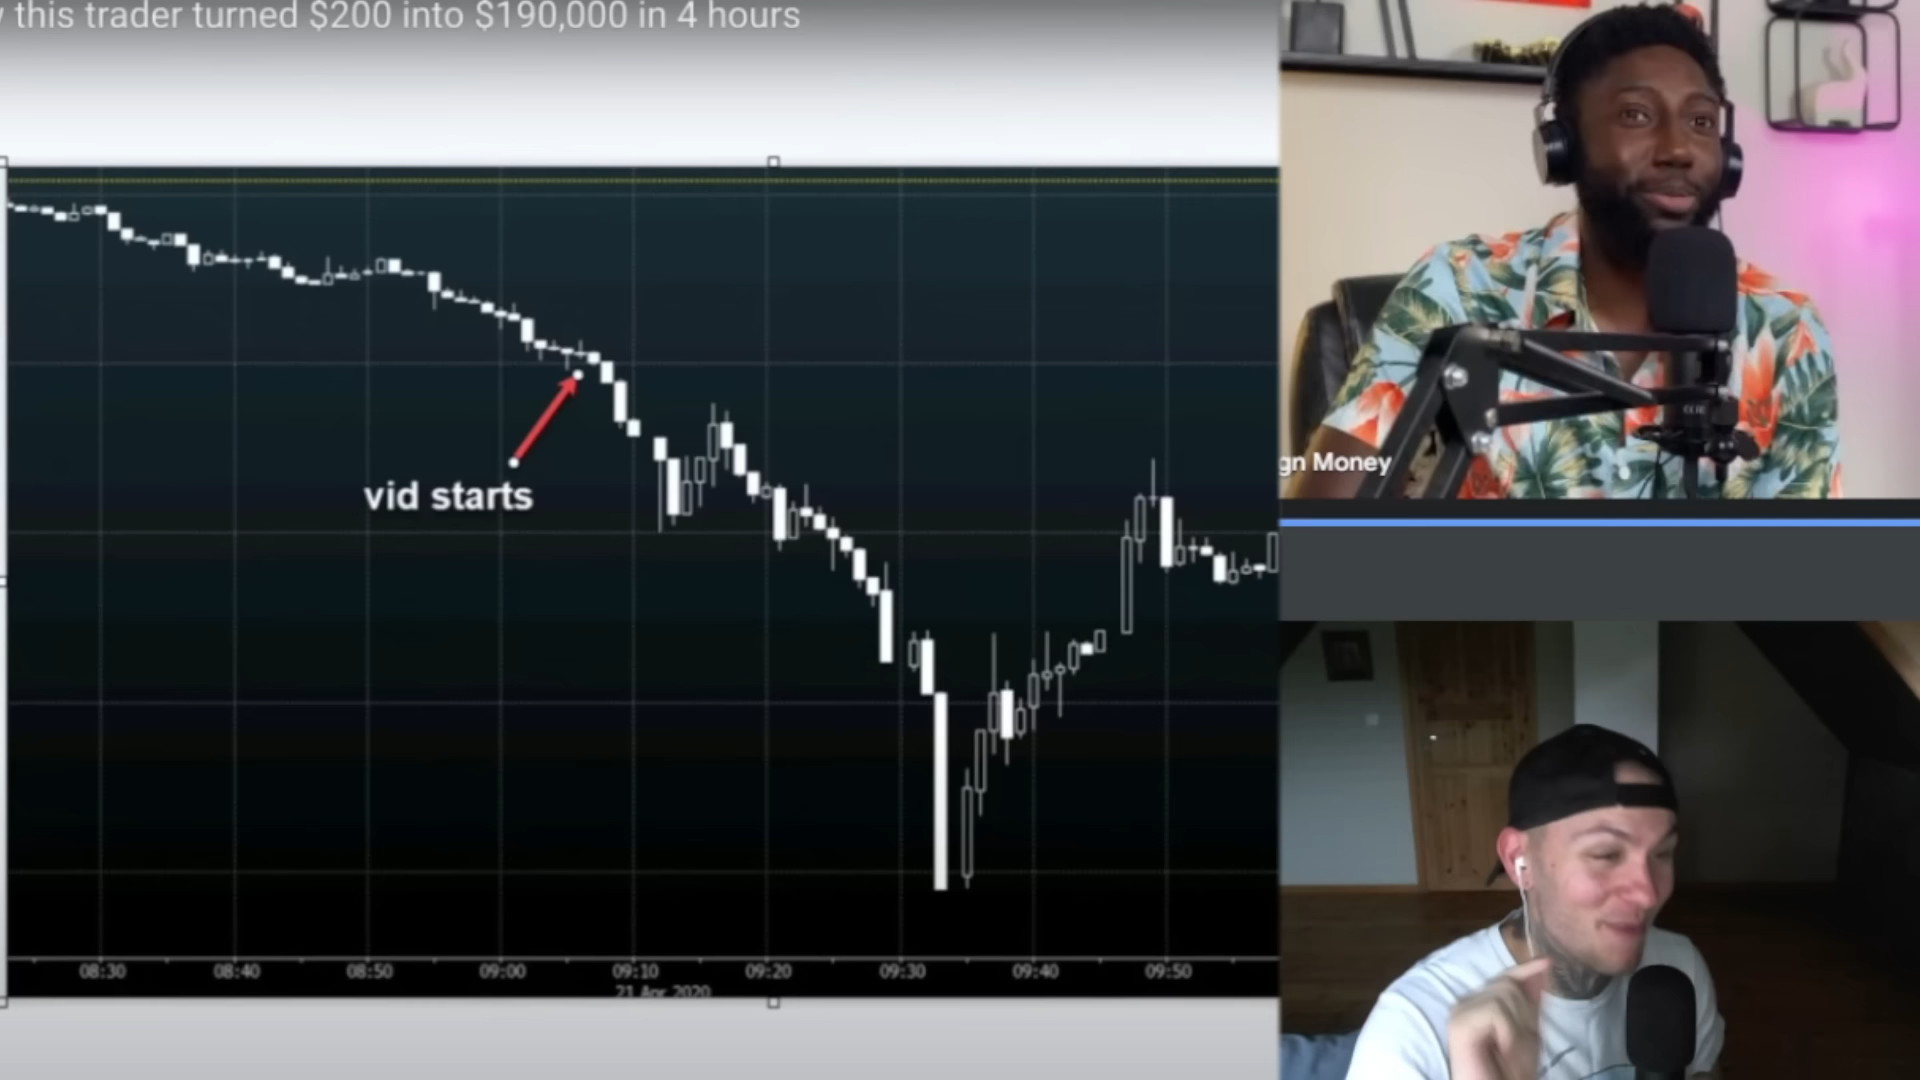 this trader turned $200 into $190,000 in 4 hours
vid starts
gn Money
08:30 08:40 08:50 09:00 09:10 09:20 09:30 09:40 09:50
21 Apr 2020